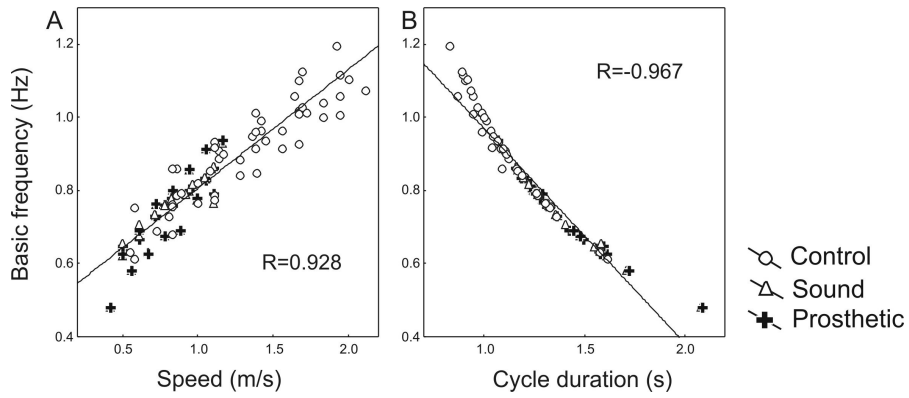 A
B
1.2
1.0
0.8
0.6
0.4
Basic frequency (Hz)
R=0.928
0.5
1.0
1.5
2.0
Speed (m/s)
1.2
1.0
0.8
0.6
0.4
R=-0.967
1.0
1.5
2.0
Cycle duration (s)
Control
Sound
Prosthetic